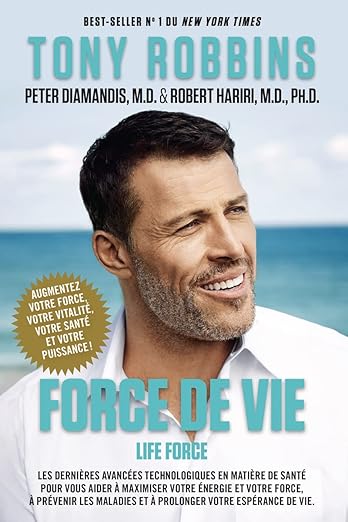 BEST-SELLER Nº 1 DU NEW YORK TIMES
TONY ROBBINS
PETER DIAMANDIS, M.D. & ROBERT HARIRI, M.D., PH.D.
AUGMENTEZ
VOTRE FORCE,
VOTRE VITALITÉ,
VOTRE SANTÉ
ET VOTRE
PUISSANCE !
FORCE DE VIE
LIFE FORCE
LES DERNIÈRES AVANCÉES TECHNOLOGIQUES EN MATIÈRE DE SANTÉ
POUR VOUS AIDER À MAXIMISER VOTRE ÉNERGIE ET VOTRE FORCE,
À PRÉVENIR LES MALADIES ET À PROLONGER VOTRE ESPÉRANCE DE VIE.